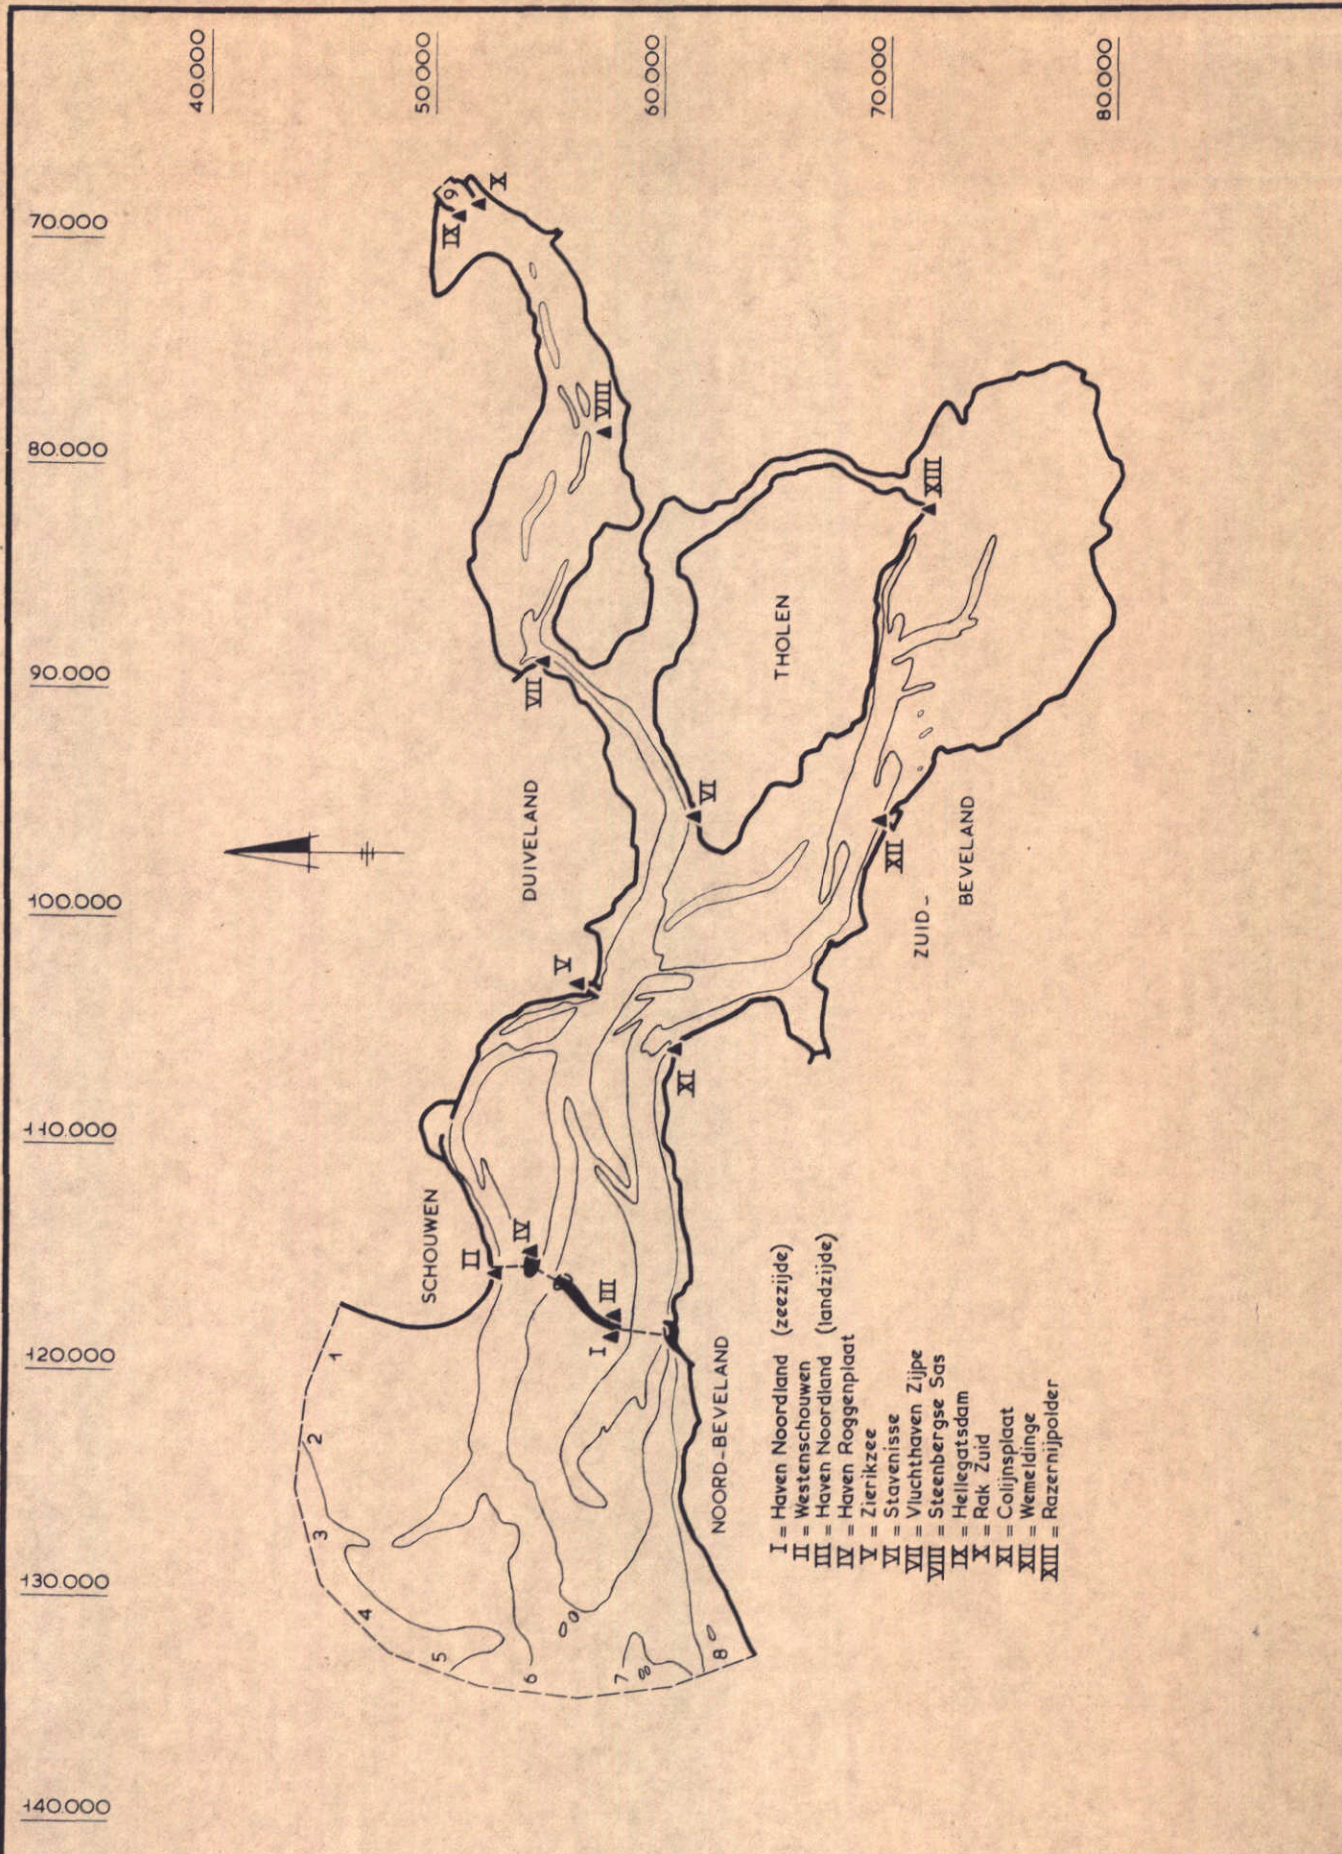 40.000
50.000
60.000
70.000
80.000
70.000
80.000
90.000
100.000
110.000
120.000
130.000
140.000
SCHOUWEN
DUIVELAND
THOLEN
NOORD-BEVELAND
ZUID-
BEVELAND
1
2
3
4
5
6
7
8
9
I
II
III
IV
V
VI
VII
VIII
IX
X
XI
XII
XIII
I = Haven Noordland (zeezijde)
II = Westenschouwen
III = Haven Noordland (landzijde)
IV = Haven Roggenplaat
V = Zierikzee
VI = Stavenisse
VII = Vluchthaven Zijpe
VIII = Steenbergse Sas
IX = Hellegatsdam
X = Rak Zuid
XI = Colijnsplaat
XII = Wemeldinge
XIII = Razernijpolder